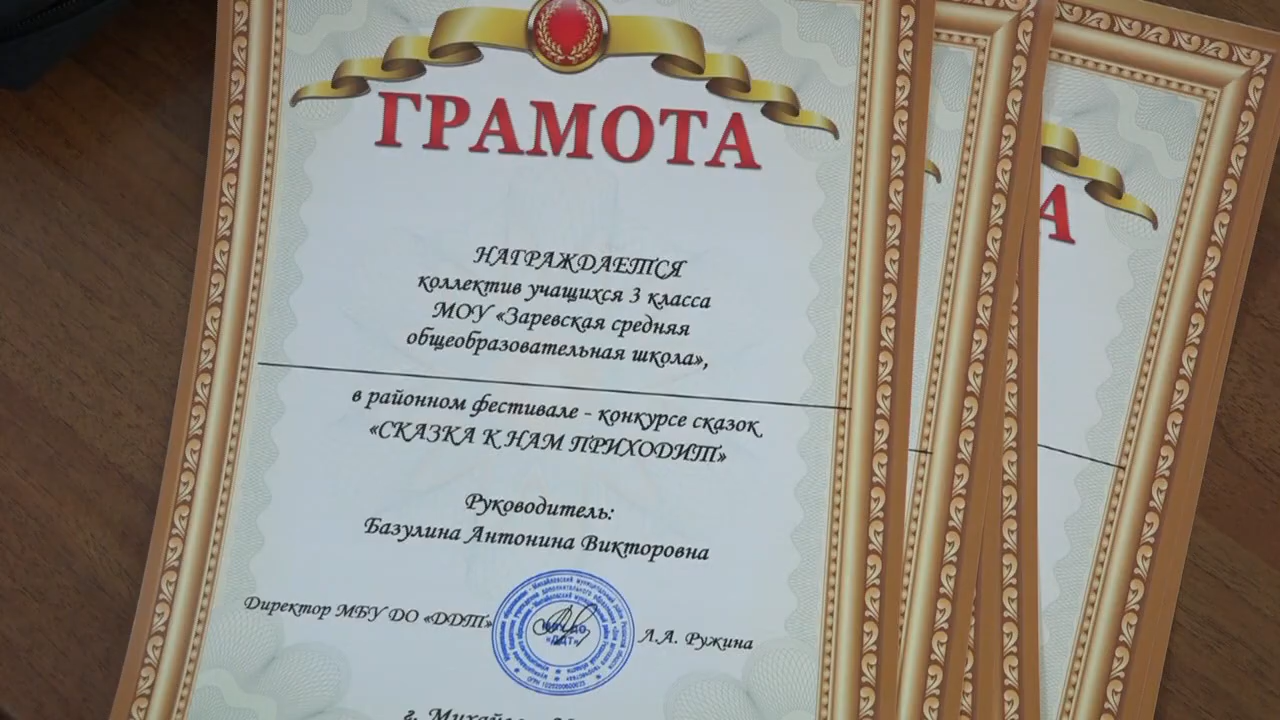 ГРАМОТА
НАГРАЖДАЕТСЯ
коллектив учащихся 3 класса
МОУ «Заревская средняя
общеобразовательная школа»,
в районном фестивале - конкурсе сказок
«СКАЗКА К НАМ ПРИХОДИТ»
Руководитель:
Базулина Антонина Викторовна
Директор МБУ ДО «ДДТ»
«ДДТ»
Л.А. Ружина
г.
А